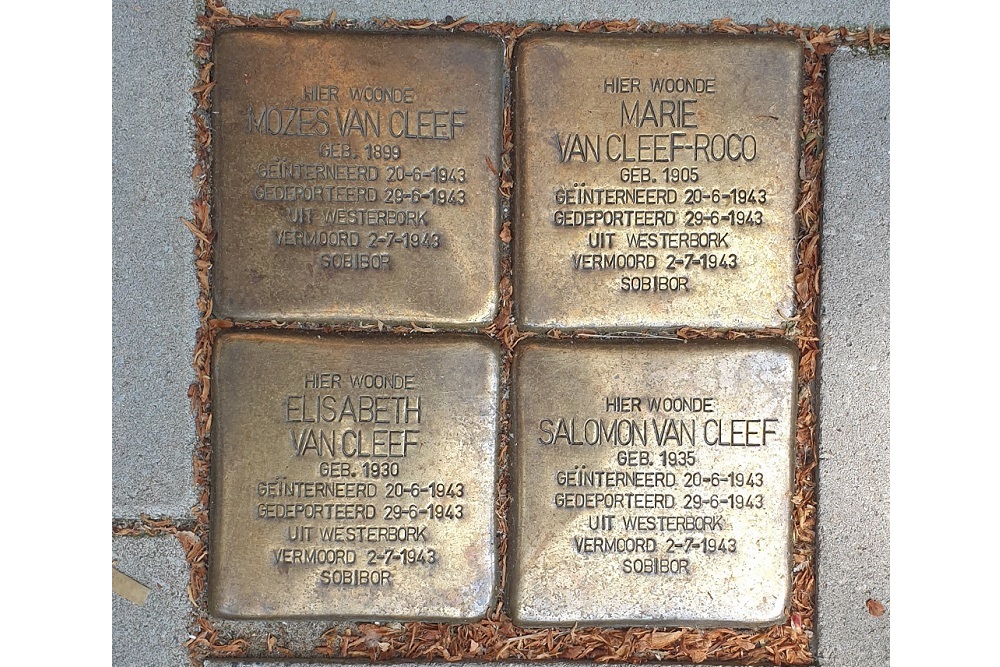 HIER WOONDE
MOZES VAN CLEEF
GEB. 1899
GEÏNTERNEERD 20-6-1943
GEDEPORTEERD 29-6-1943
UIT WESTERBORK
VERMOORD 2-7-1943
SOBIBOR
HIER WOONDE
MARIE
VAN CLEEF-ROCO
GEB. 1905
GEÏNTERNEERD 20-6-1943
GEDEPORTEERD 29-6-1943
UIT WESTERBORK
VERMOORD 2-7-1943
SOBIBOR
HIER WOONDE
ELISABETH
VAN CLEEF
GEB. 1930
GEÏNTERNEERD 20-6-1943
GEDEPORTEERD 29-6-1943
UIT WESTERBORK
VERMOORD 2-7-1943
SOBIBOR
HIER WOONDE
SALOMON VAN CLEEF
GEB. 1935
GEÏNTERNEERD 20-6-1943
GEDEPORTEERD 29-6-1943
UIT WESTERBORK
VERMOORD 2-7-1943
SOBIBOR